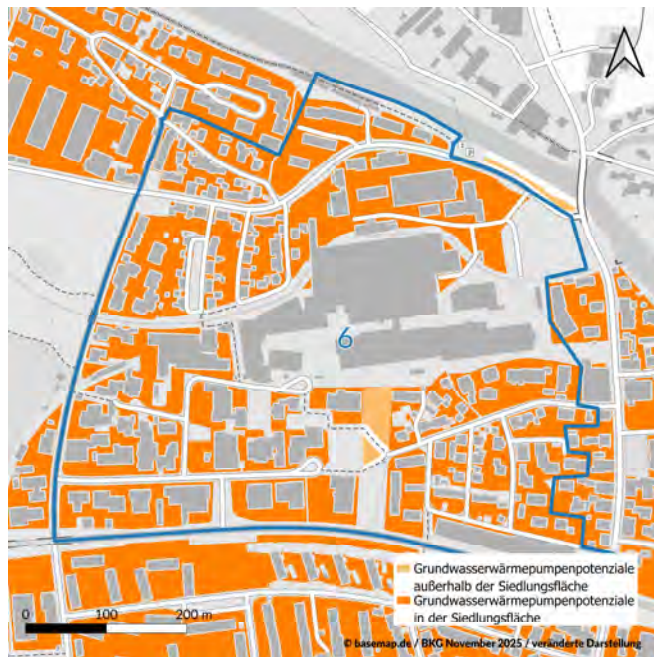 P
6
Grundwasserwärmepumpenpotenziale
außerhalb der Siedlungsfläche
Grundwasserwärmepumpenpotenziale
in der Siedlungsfläche
0 100 200 m
© basemap.de / BKG November 2025 / veränderte Darstellung